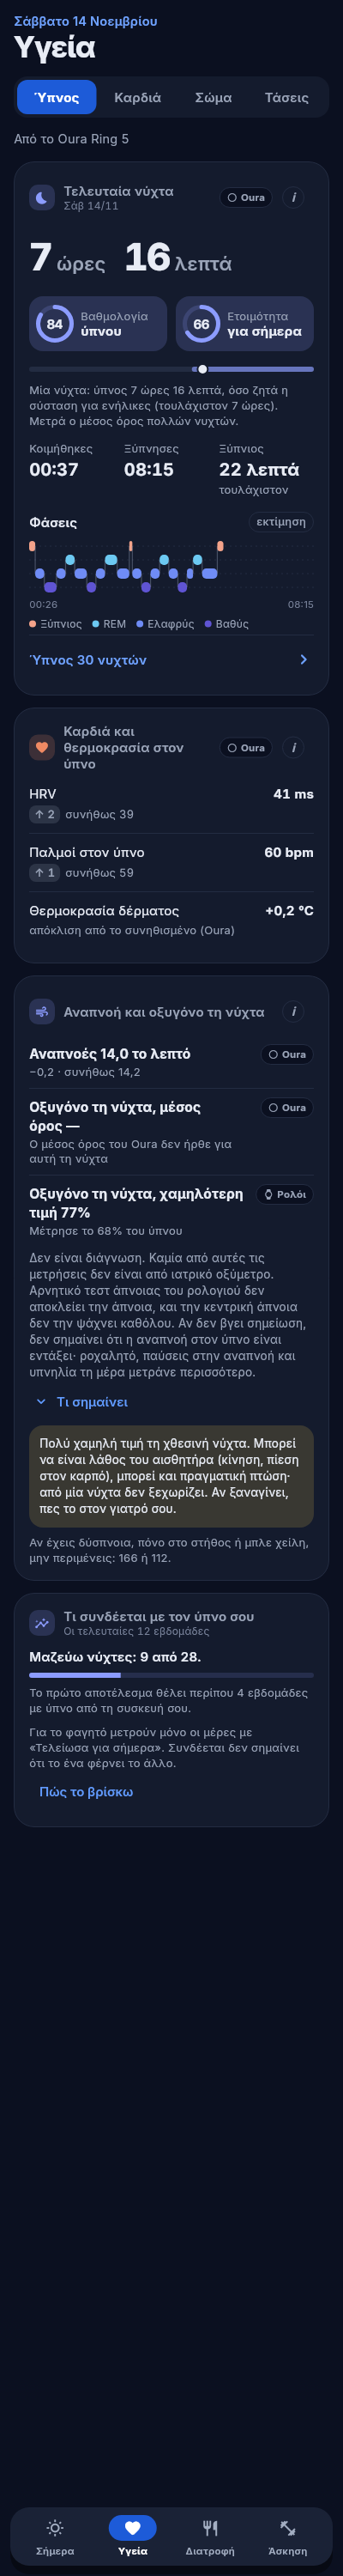 Σάββατο 14 Νοεμβρίου
Υγεία
Ύπνος Καρδιά Σώμα Τάσεις
Από το Oura Ring 5
Τελευταία νύχτα
Σάβ 14/11
Oura i
7 ώρες 16 λεπτά
84 Βαθμολογία ύπνου
66 Ετοιμότητα για σήμερα
Μία νύχτα: ύπνος 7 ώρες 16 λεπτά, όσο ζητά η
σύσταση για ενήλικες (τουλάχιστον 7 ώρες).
Μετρά ο μέσος όρος πολλών νυχτών.
Κοιμήθηκες Ξύπνησες Ξύπνιος
00:37 08:15 22 λεπτά
τουλάχιστον
Φάσεις εκτίμηση
00:26 08:15
Ξύπνιος REM Ελαφρύς Βαθύς
Ύπνος 30 νυχτών
Καρδιά και
θερμοκρασία στον
ύπνο
Oura i
HRV 41 ms
↑ 2 συνήθως 39
Παλμοί στον ύπνο 60 bpm
↑ 1 συνήθως 59
Θερμοκρασία δέρματος +0,2 °C
απόκλιση από το συνηθισμένο (Oura)
Αναπνοή και οξυγόνο τη νύχτα i
Αναπνοές 14,0 το λεπτό Oura
−0,2 · συνήθως 14,2
Οξυγόνο τη νύχτα, μέσος Oura
όρος —
Ο μέσος όρος του Oura δεν ήρθε για
αυτή τη νύχτα
Οξυγόνο τη νύχτα, χαμηλότερη Ρολόι
τιμή 77%
Μέτρησε το 68% του ύπνου
Δεν είναι διάγνωση. Καμία από αυτές τις
μετρήσεις δεν είναι από ιατρικό οξύμετρο.
Αρνητικό τεστ άπνοιας του ρολογιού δεν
αποκλείει την άπνοια, και την κεντρική άπνοια
δεν την ψάχνει καθόλου. Αν δεν βγει σημείωση,
δεν σημαίνει ότι η αναπνοή στον ύπνο είναι
εντάξει· ροχαλητό, παύσεις στην αναπνοή και
υπνηλία τη μέρα μετράνε περισσότερο.
Τι σημαίνει
Πολύ χαμηλή τιμή τη χθεσινή νύχτα. Μπορεί
να είναι λάθος του αισθητήρα (κίνηση, πίεση
στον καρπό), μπορεί και πραγματική πτώση·
από μία νύχτα δεν ξεχωρίζει. Αν ξαναγίνει,
πες το στον γιατρό σου.
Αν έχεις δύσπνοια, πόνο στο στήθος ή μπλε χείλη,
μην περιμένεις: 166 ή 112.
Τι συνδέεται με τον ύπνο σου
Οι τελευταίες 12 εβδομάδες
Μαζεύω νύχτες: 9 από 28.
Το πρώτο αποτέλεσμα θέλει περίπου 4 εβδομάδες
με ύπνο από τη συσκευή σου.
Για το φαγητό μετρούν μόνο οι μέρες με
«Τελείωσα για σήμερα». Συνδέεται δεν σημαίνει
ότι το ένα φέρνει το άλλο.
Πώς το βρίσκω
Σήμερα Υγεία Διατροφή Άσκηση